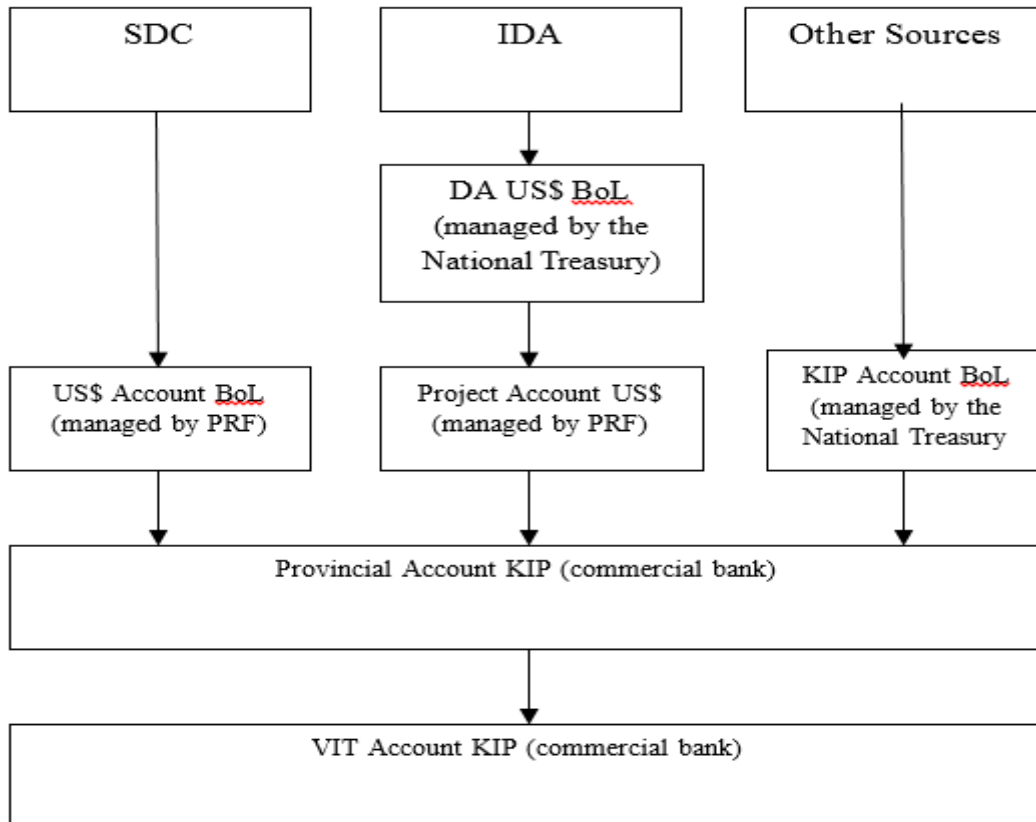 SDC
IDA
Other Sources
DA US$ BoL
(managed by the
National Treasury)
US$ Account BoL
(managed by PRF)
Project Account US$
(managed by PRF)
KIP Account BoL
(managed by the
National Treasury
Provincial Account KIP (commercial bank)
VIT Account KIP (commercial bank)